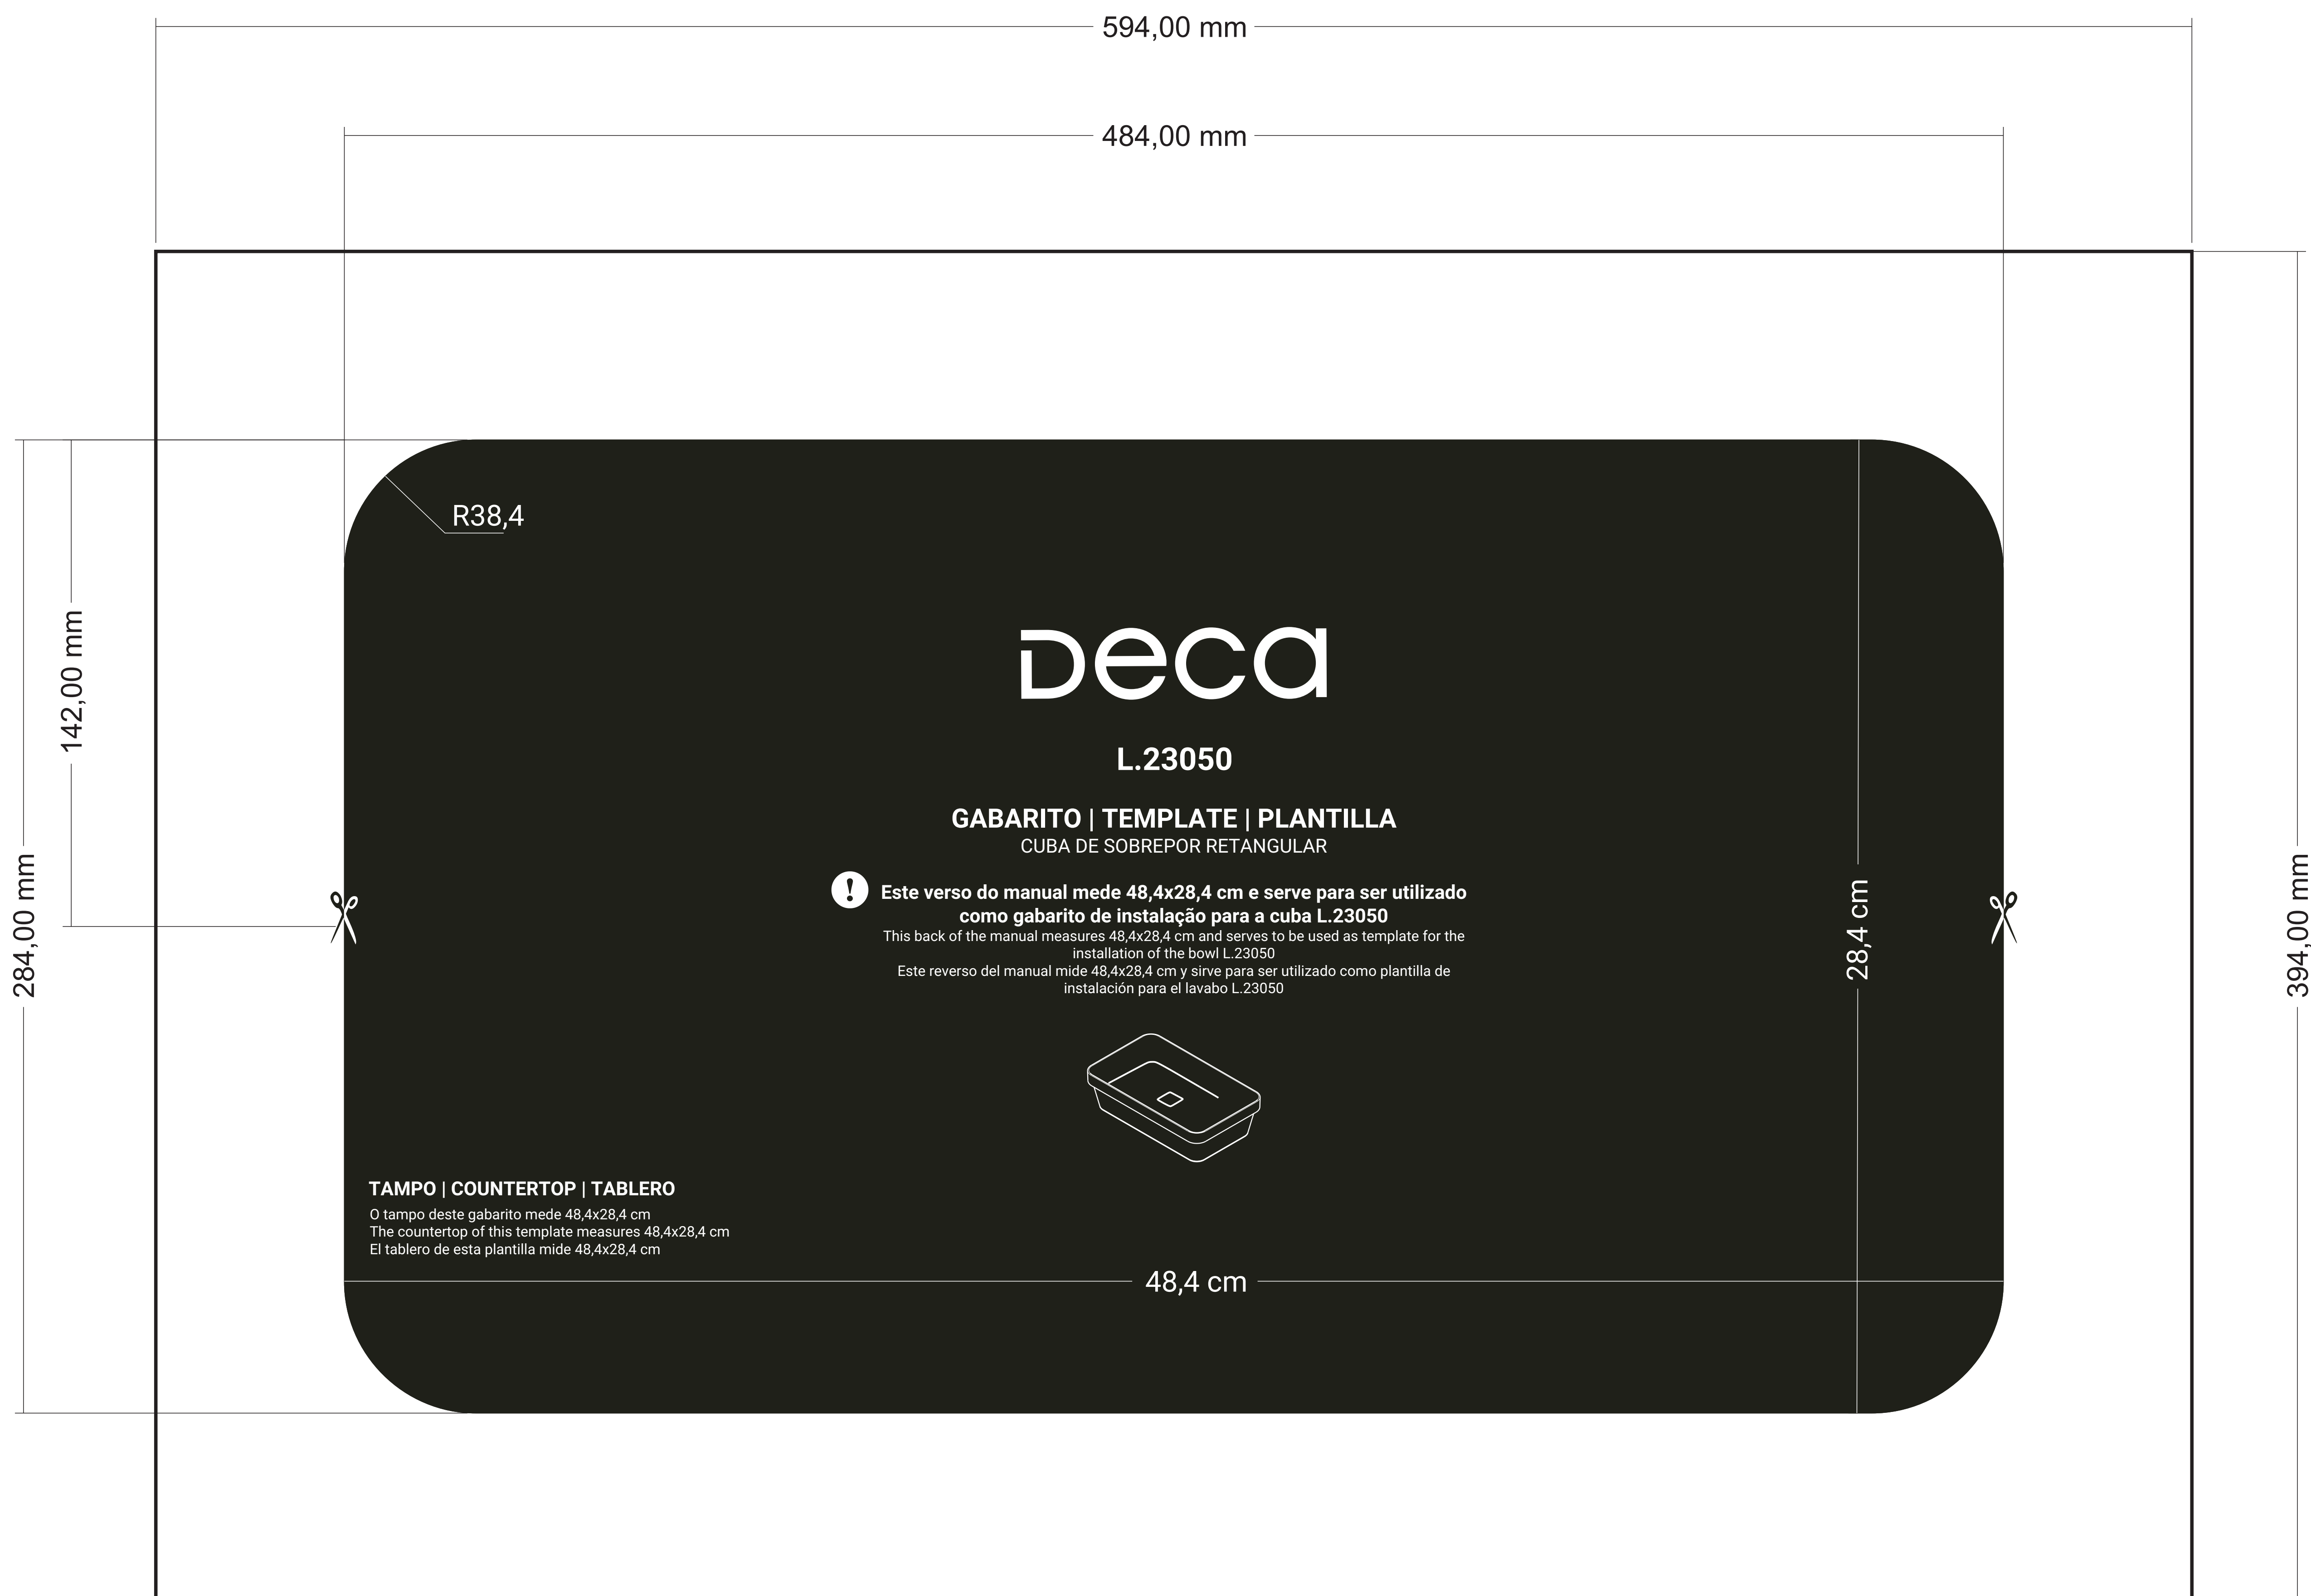 594,00 mm
484,00 mm
R38,4
142,00 mm
284,00 mm
394,00 mm
Deca
L.23050
GABARITO | TEMPLATE | PLANTILLA
CUBA DE SOBREPOR RETANGULAR
! Este verso do manual mede 48,4x28,4 cm e serve para ser utilizado
como gabarito de instalação para a cuba L.23050
This back of the manual measures 48,4x28,4 cm and serves to be used as template for the
installation of the bowl L.23050
Este reverso del manual mide 48,4x28,4 cm y sirve para ser utilizado como plantilla de
instalación para el lavabo L.23050
28,4 cm
TAMPO | COUNTERTOP | TABLERO
O tampo deste gabarito mede 48,4x28,4 cm
The countertop of this template measures 48,4x28,4 cm
El tablero de esta plantilla mide 48,4x28,4 cm
48,4 cm